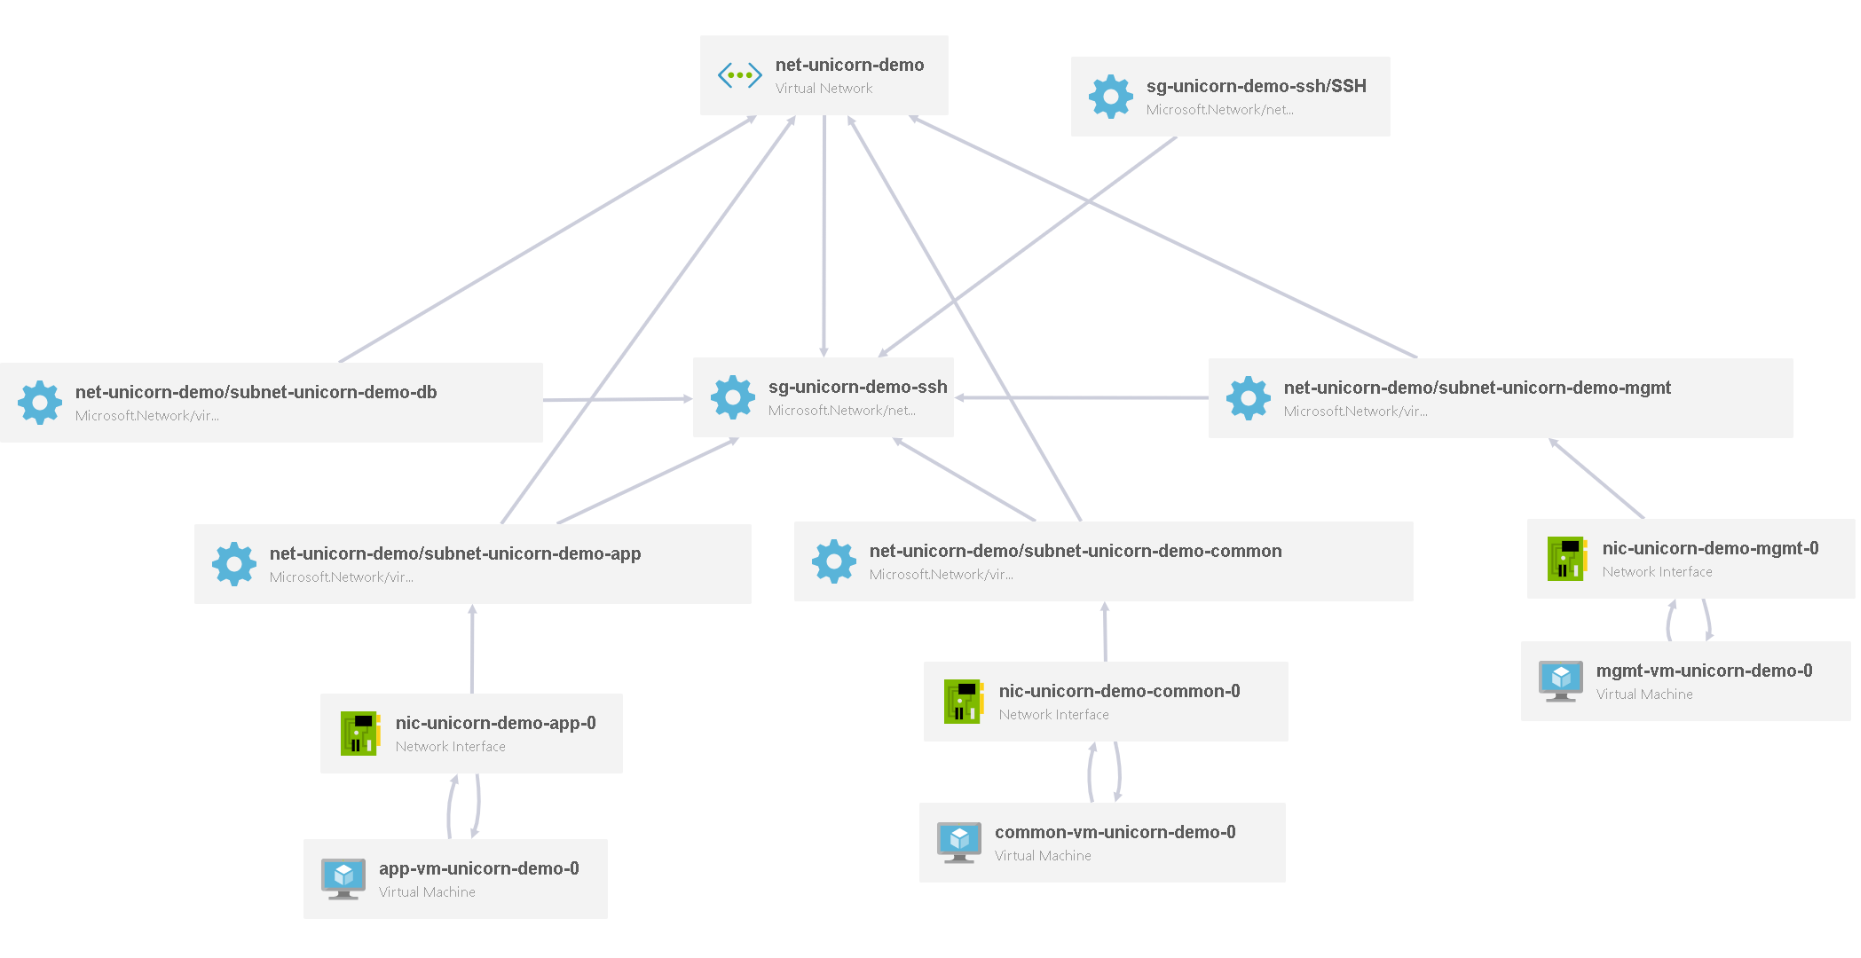 net-unicorn-demo
Virtual Network
sg-unicorn-demo-ssh/SSH
Microsoft.Network/net...
net-unicorn-demo/subnet-unicorn-demo-db
Microsoft.Network/vir...
sg-unicorn-demo-ssh
Microsoft.Network/net...
net-unicorn-demo/subnet-unicorn-demo-mgmt
Microsoft.Network/vir...
net-unicorn-demo/subnet-unicorn-demo-app
Microsoft.Network/vir...
net-unicorn-demo/subnet-unicorn-demo-common
Microsoft.Network/vir...
nic-unicorn-demo-mgmt-0
Network Interface
nic-unicorn-demo-app-0
Network Interface
nic-unicorn-demo-common-0
Network Interface
mgmt-vm-unicorn-demo-0
Virtual Machine
app-vm-unicorn-demo-0
Virtual Machine
common-vm-unicorn-demo-0
Virtual Machine